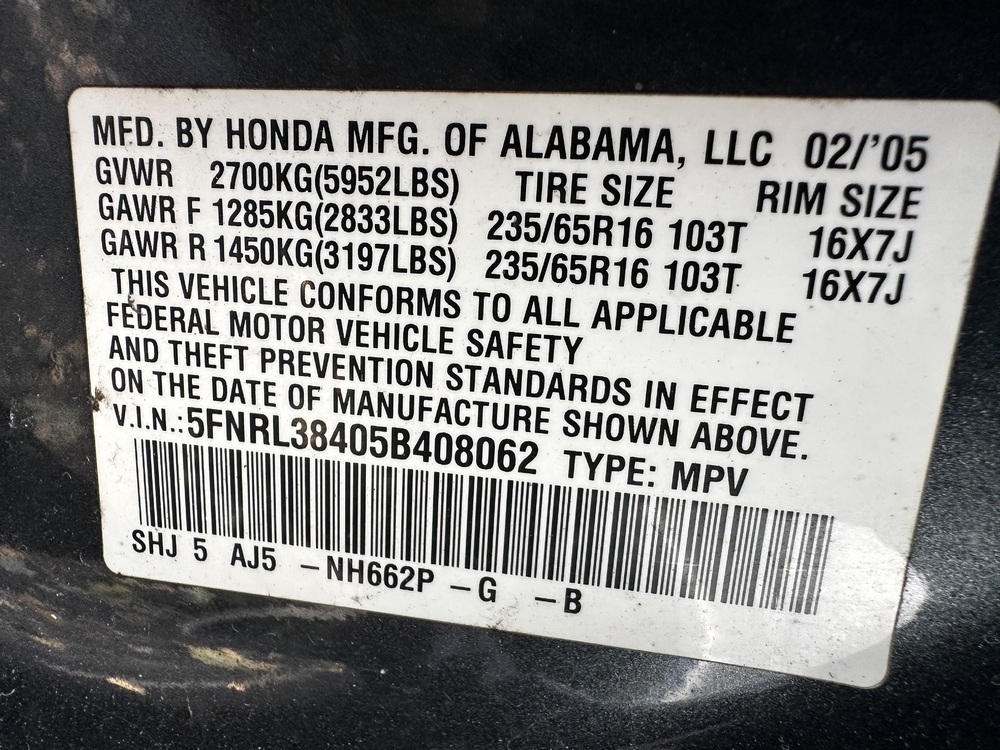 MFD. BY HONDA MFG. OF ALABAMA, LLC 02/'05
GVWR 2700KG(5952LBS) TIRE SIZE RIM SIZE
GAWR F 1285KG(2833LBS) 235/65R16 103T 16X7J
GAWR R 1450KG(3197LBS) 235/65R16 103T 16X7J
THIS VEHICLE CONFORMS TO ALL APPLICABLE
FEDERAL MOTOR VEHICLE SAFETY
AND THEFT PREVENTION STANDARDS IN EFFECT
ON THE DATE OF MANUFACTURE SHOWN ABOVE.
V.I.N.:5FNRL38405B408062 TYPE: MPV
SHJ 5 AJ5 -NH662P -G -B